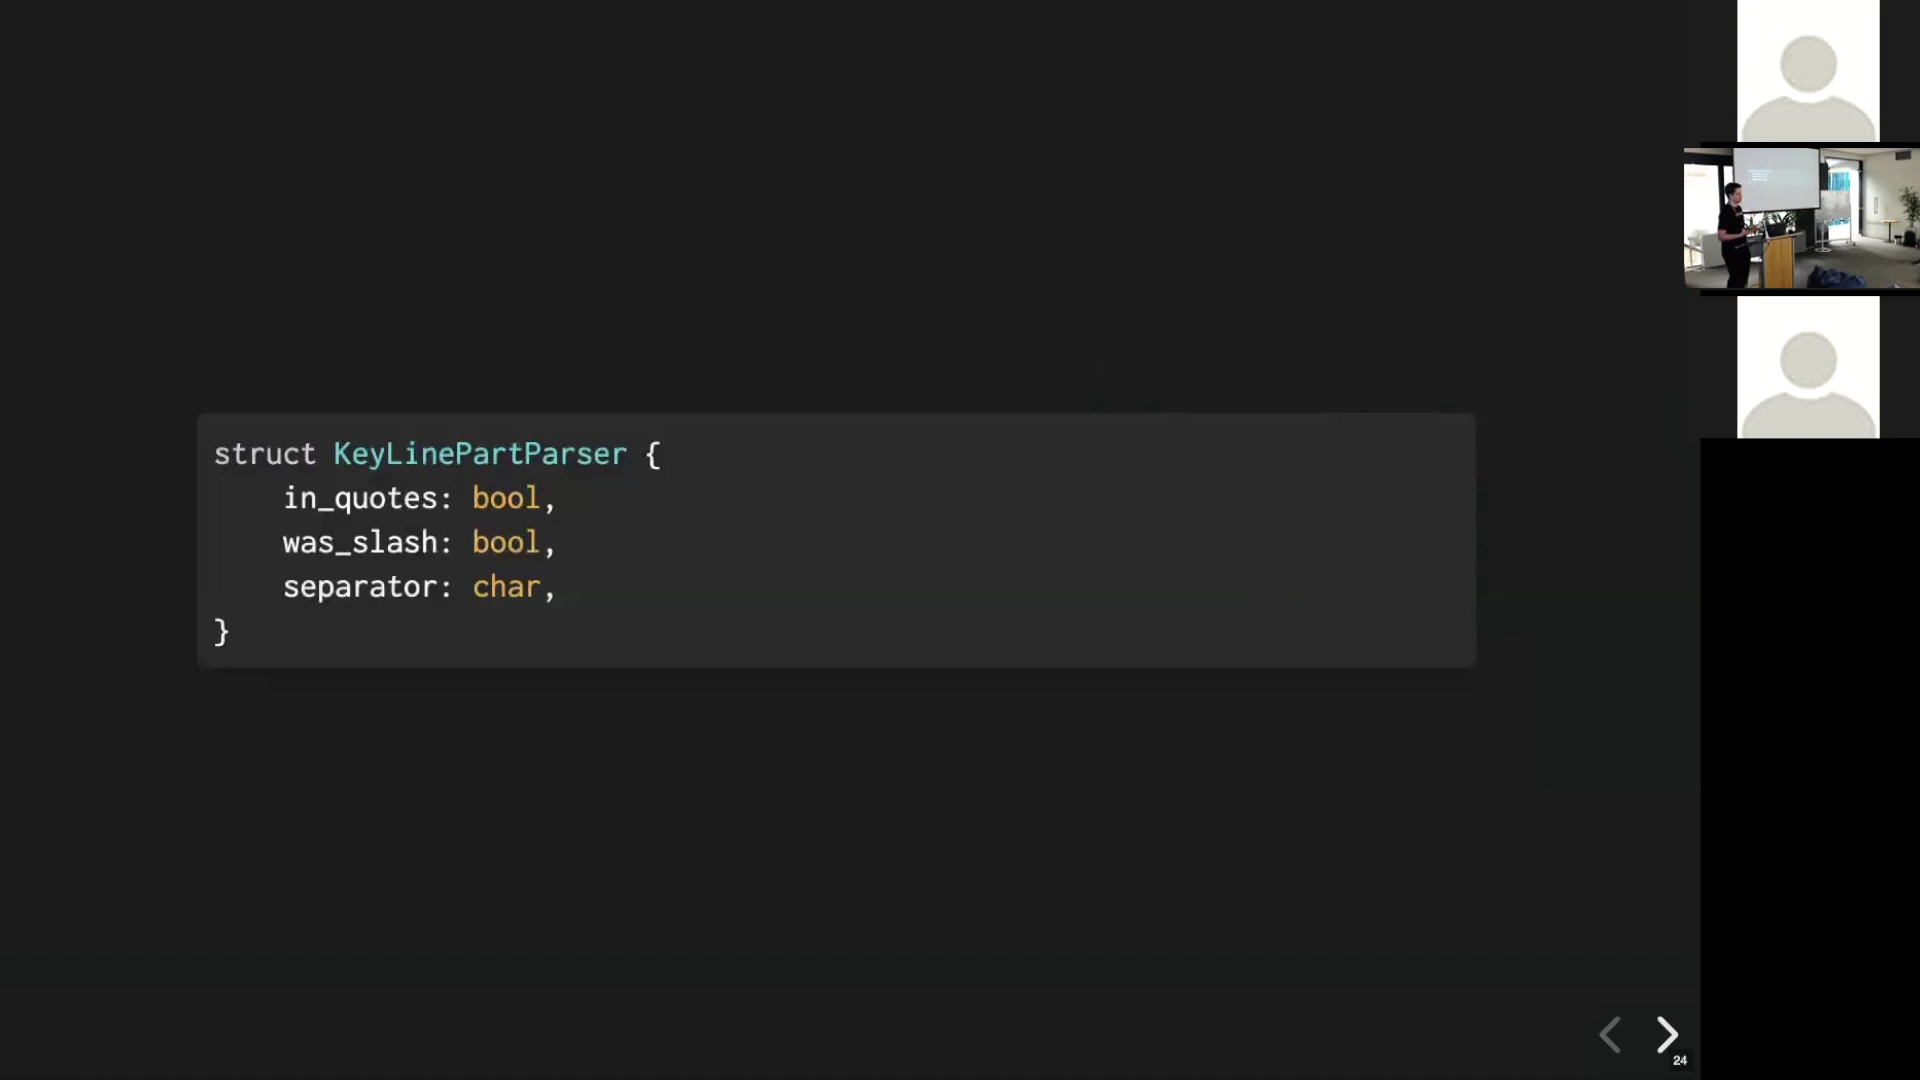 struct KeyLinePartParser {
    in_quotes: bool,
    was_slash: bool,
    separator: char,
}
24